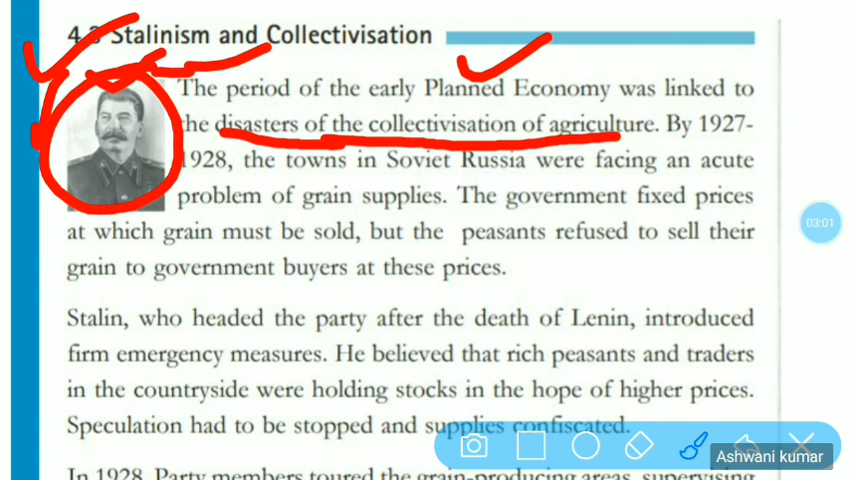 4.3 Stalinism and Collectivisation
The period of the early Planned Economy was linked to
the disasters of the collectivisation of agriculture. By 1927-
1928, the towns in Soviet Russia were facing an acute
problem of grain supplies. The government fixed prices
at which grain must be sold, but the peasants refused to sell their
03:01
grain to government buyers at these prices.
Stalin, who headed the party after the death of Lenin, introduced
firm emergency measures. He believed that rich peasants and traders
in the countryside were holding stocks in the hope of higher prices.
Speculation had to be stopped and supplies confiscated.
Ashwani kumar
In 1928, Party members toured the grain-producing areas, supervising